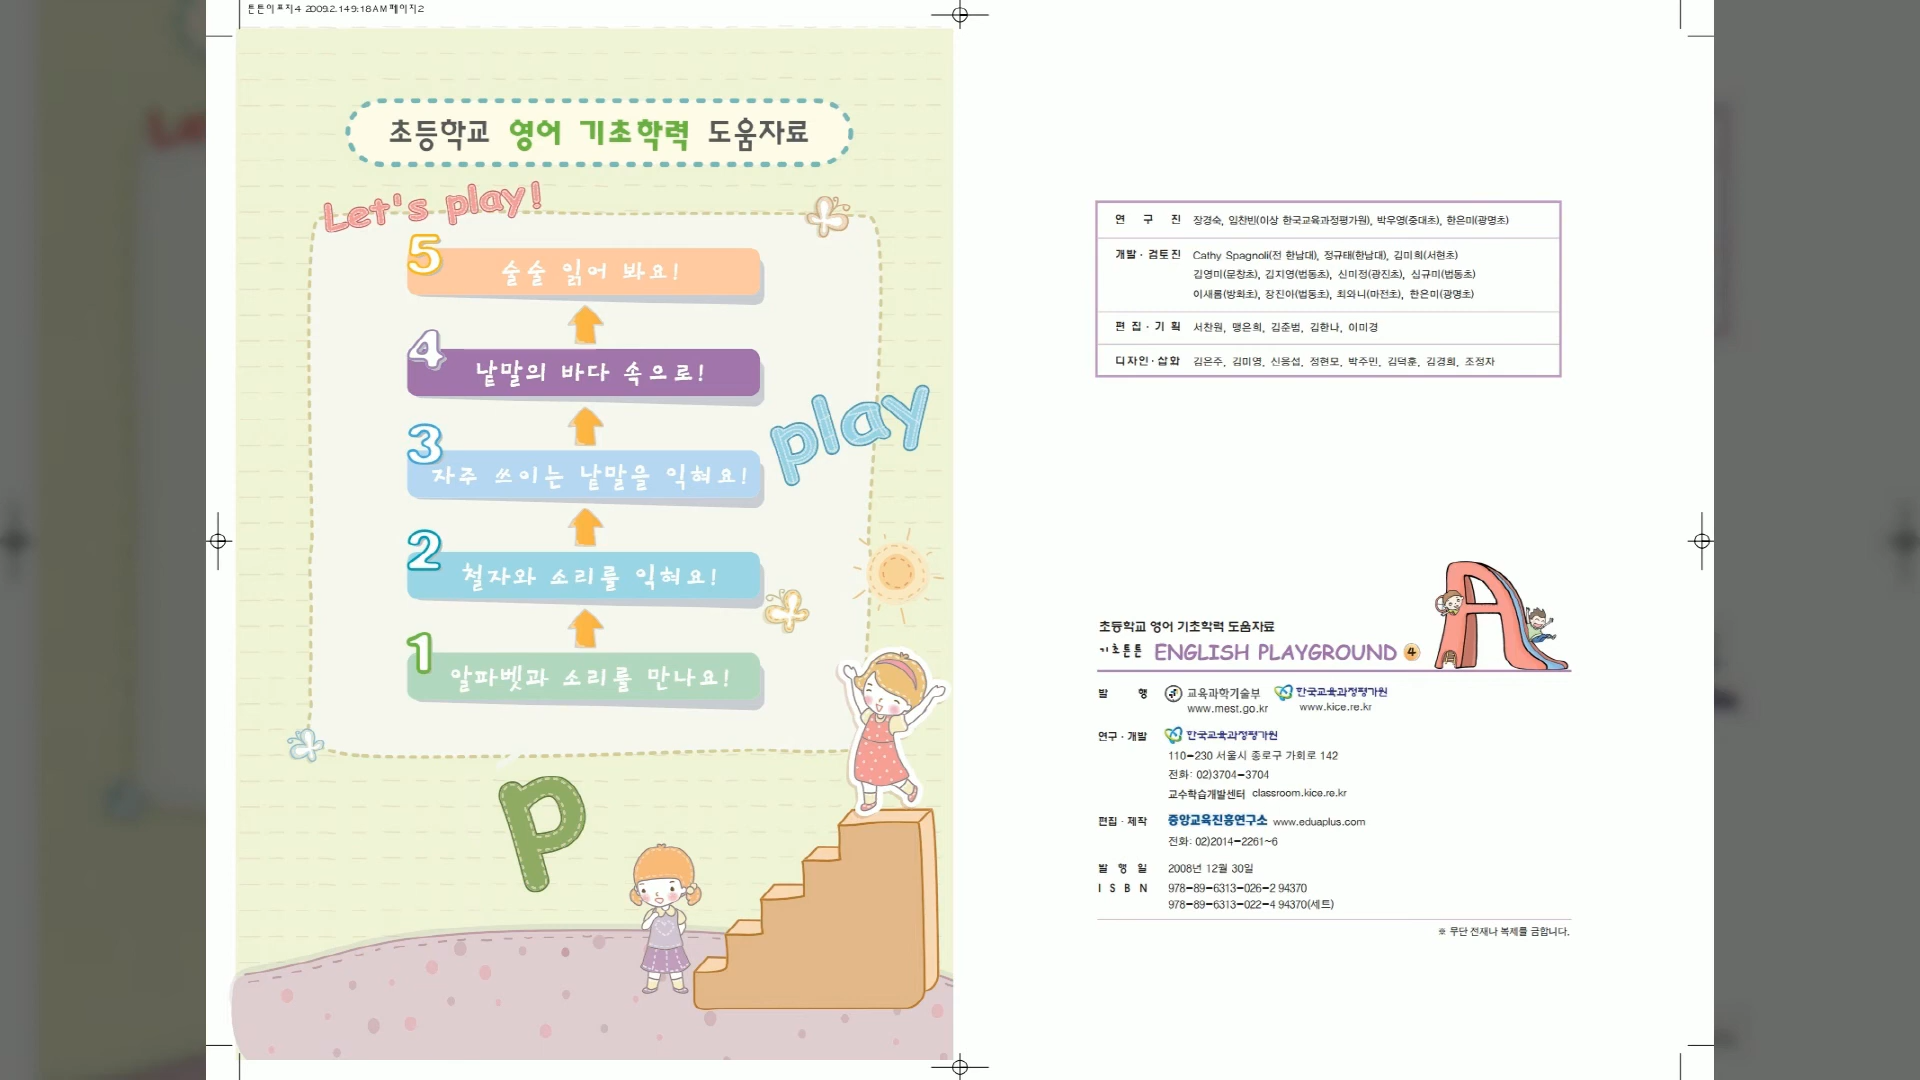 튼튼이표지4 2009.2.14 9:18 AM 페이지2
초등학교 영어 기초학력 도움자료
Let's play!
5
술술 읽어 봐요!
4
낱말의 바다 속으로!
3
자주 쓰이는 낱말을 익혀요!
play
2
철자와 소리를 익혀요!
1
알파벳과 소리를 만나요!
p
연 구 진 장경숙, 임찬빈(이상 한국교육과정평가원), 박우영(중대초), 한은미(광명초)
개발·검토진 Cathy Spagnoli(전 한남대), 정규태(한남대), 김미희(서현초)
김영미(문창초), 김지영(법동초), 신미정(광진초), 심규미(법동초)
이새롬(방화초), 장진아(법동초), 최와니(마전초), 한은미(광명초)
편집·기획 서찬원, 맹은희, 김준범, 김한나, 이미경
디자인·삽화 김은주, 김미영, 신응섭, 정현모, 박주민, 김덕훈, 김경희, 조정자
A
초등학교 영어 기초학력 도움자료
기초튼튼 ENGLISH PLAYGROUND 4
발 행 교육과학기술부 한국교육과정평가원
www.mest.go.kr www.kice.re.kr
연구·개발 한국교육과정평가원
110-230 서울시 종로구 가회로 142
전화: 02)3704-3704
교수학습개발센터 classroom.kice.re.kr
편집·제작 중앙교육진흥연구소 www.eduaplus.com
전화: 02)2014-2261~6
발 행 일 2008년 12월 30일
I S B N 978-89-6313-026-2 94370
978-89-6313-022-4 94370(세트)
※ 무단 전재나 복제를 금합니다.